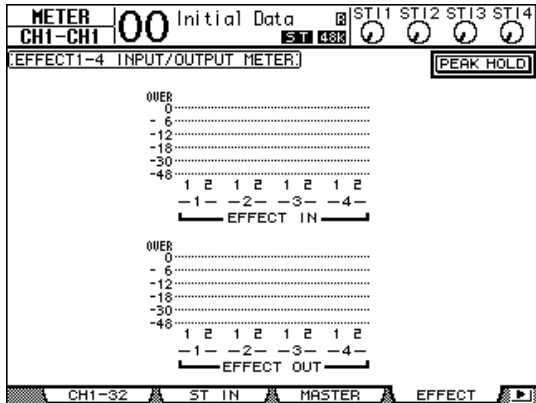 METER
CH1-CH1
00 Initial Data R
ST 48K
ST1 ST2 ST3 ST4
EFFECT1-4 INPUT/OUTPUT METER
PEAK HOLD
OVER
0
- 6
-12
-18
-30
-48
1 2 1 2 1 2 1 2
-1- -2- -3- -4-
EFFECT IN
OVER
0
- 6
-12
-18
-30
-48
1 2 1 2 1 2 1 2
-1- -2- -3- -4-
EFFECT OUT
CH1-32 ST IN MASTER EFFECT